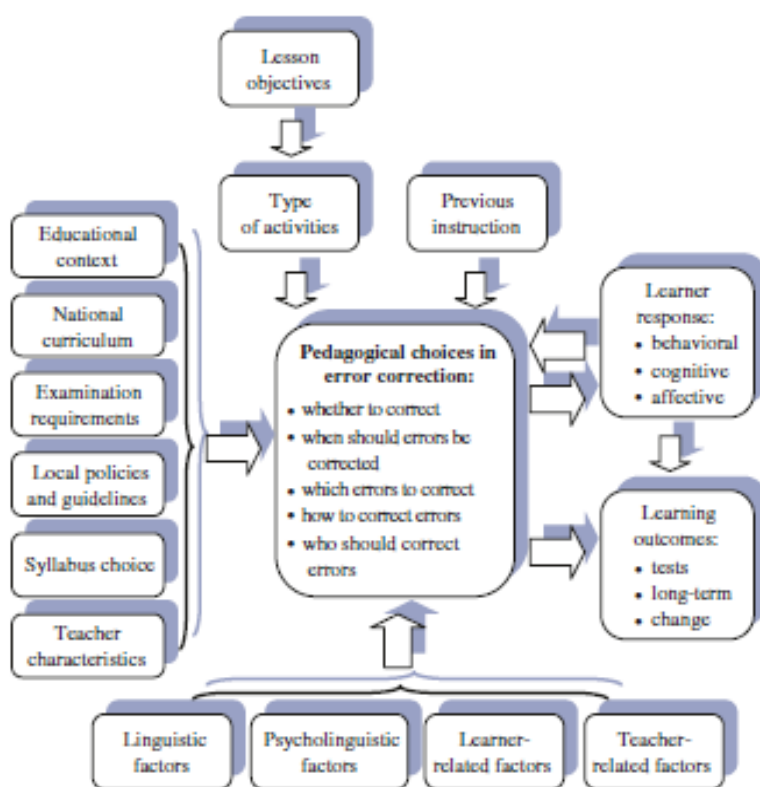 Lesson
objectives
Type
of activities
Previous
instruction
Educational
context
National
curriculum
Examination
requirements
Local policies
and guidelines
Syllabus choice
Teacher
characteristics
Pedagogical choices in
error correction:
• whether to correct
• when should errors be
corrected
• which errors to correct
• how to correct errors
• who should correct
errors
Learner
response:
• behavioral
• cognitive
• affective
Learning
outcomes:
• tests
• long-term
• change
Linguistic
factors
Psycholinguistic
factors
Learner-
related factors
Teacher-
related factors